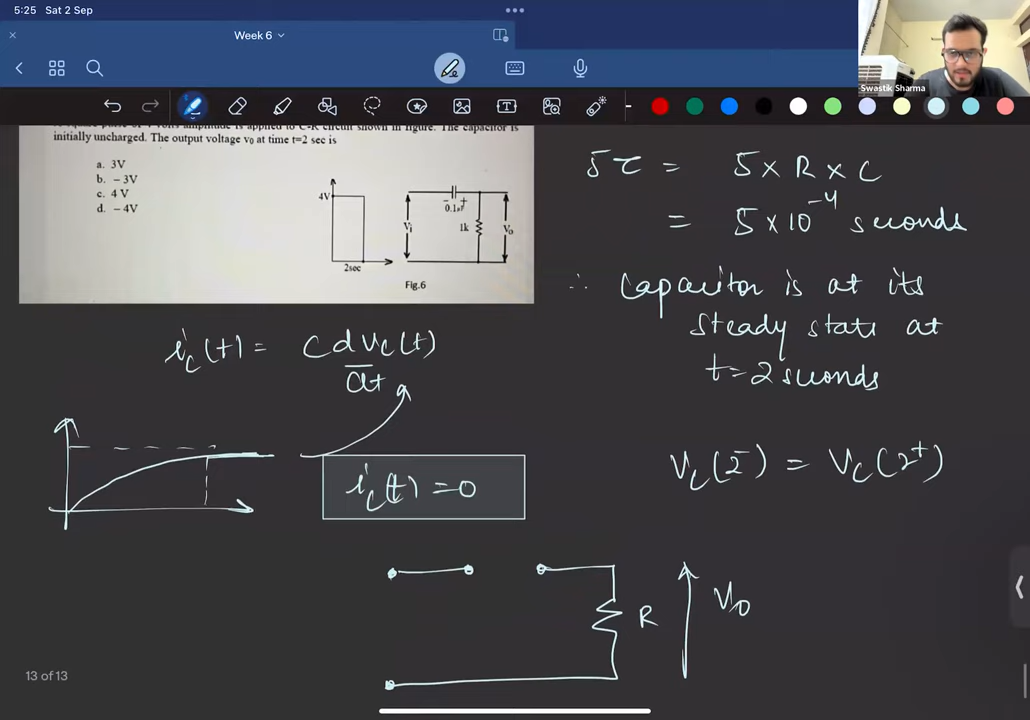 5:25 Sat 2 Sep
Week 6
Swastik Sharma
initially uncharged. The output voltage v0 at time t=2 sec is
a. 3V
b. – 3V
c. 4 V
d. – 4V
4V
2sec
Vi
0.1
1k
Vo
Fig.6
5τ = 5 × R × C
= 5 × 10⁻⁴ seconds
∴ Capacitor is at its
steady state at
t = 2 seconds
ic(t) = C dVc(t)
dt
ic(t) = 0
Vc(2⁻) = Vc(2⁺)
R
V0
13 of 13